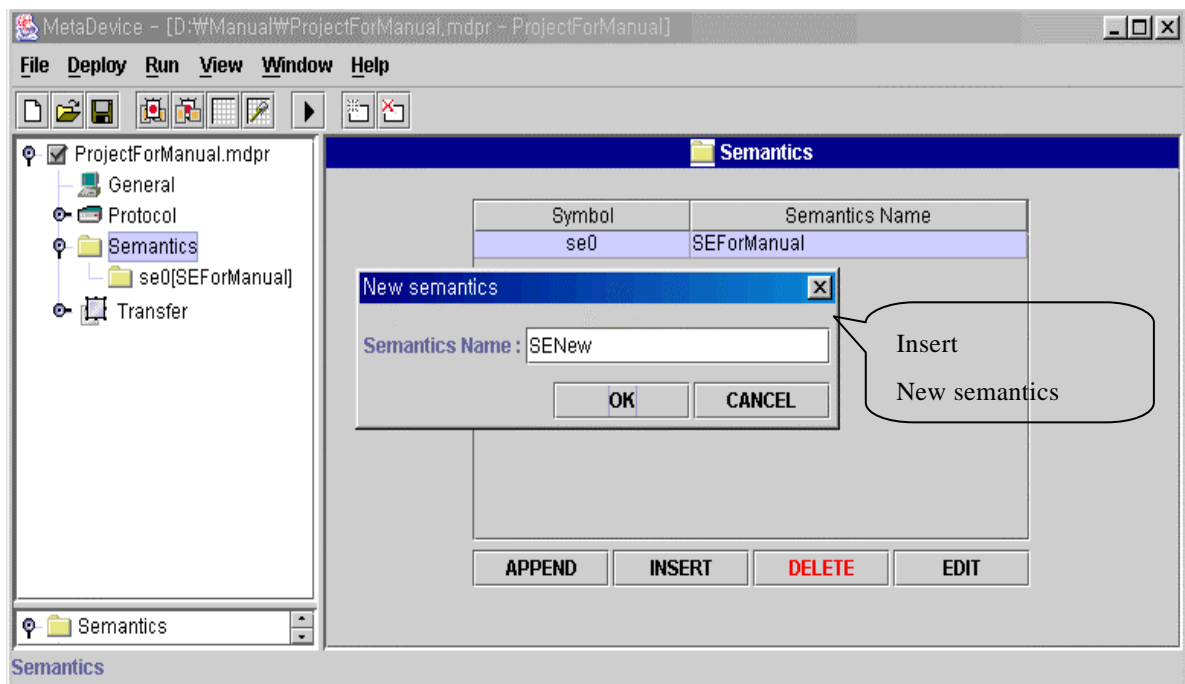 MetaDevice - [D:₩Manual₩ProjectForManual.mdpr - ProjectForManual]
File Deploy Run View Window Help
ProjectForManual.mdpr
General
Protocol
Semantics
se0[SEForManual]
Transfer
Semantics
Semantics
Symbol Semantics Name
se0 SEForManual
New semantics
Semantics Name : SENew
OK CANCEL
Insert
New semantics
APPEND INSERT DELETE EDIT
Semantics